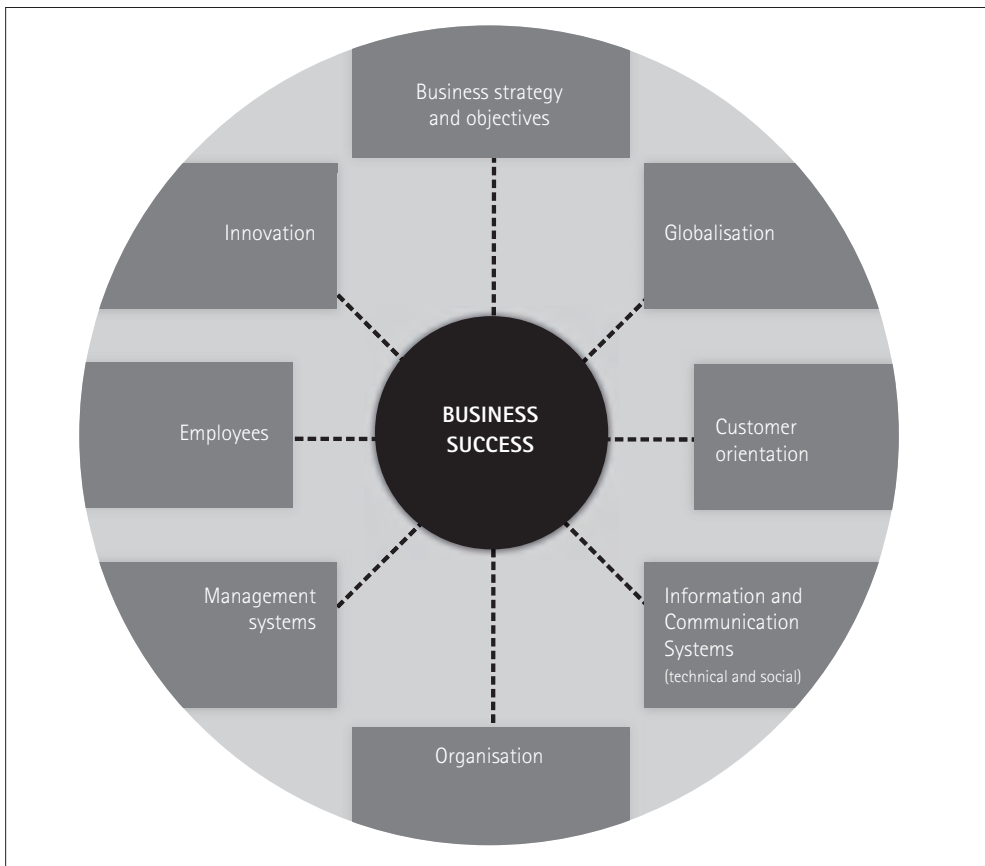 Business strategy
and objectives
Innovation
Globalisation
Employees
BUSINESS
SUCCESS
Customer
orientation
Management
systems
Information and
Communication
Systems
(technical and social)
Organisation